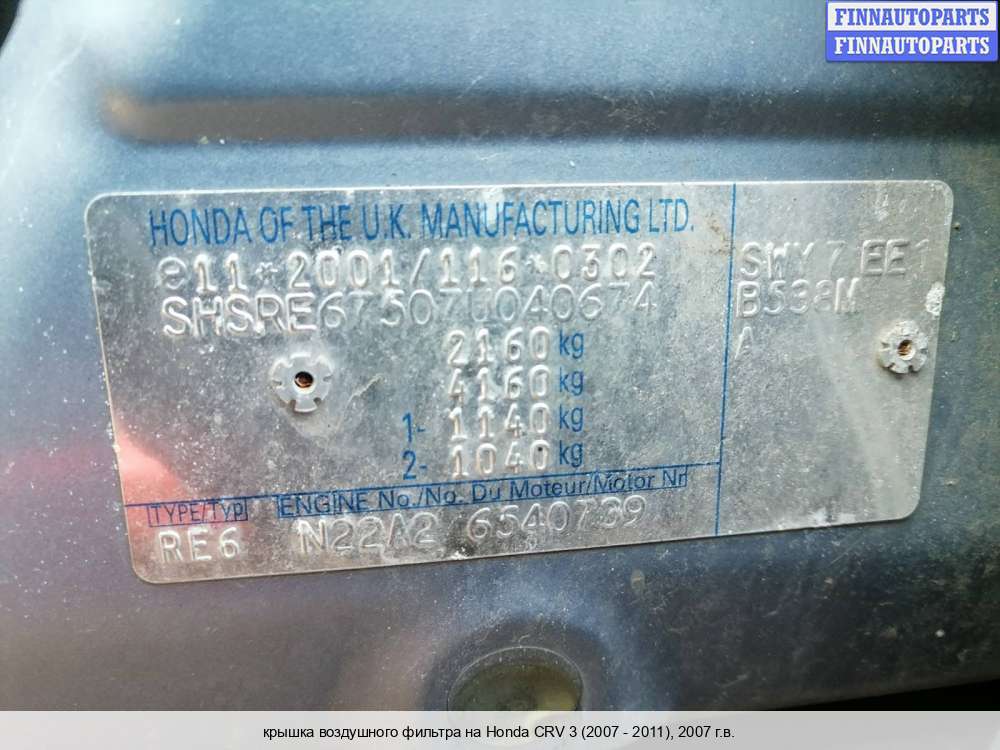 FINNAUTOPARTS
FINNAUTOPARTS
HONDA OF THE U.K. MANUFACTURING LTD.
e11*2001/116*0302
SHSRE67507U040674
2160 kg
4160 kg
1- 1140 kg
2- 1040 kg
TYPE/Typ ENGINE No./No. Du Moteur/Motor Nr
RE6 N22A2 6540739
SWY7 EE1
B538M
A
крышка воздушного фильтра на Honda CRV 3 (2007 - 2011), 2007 г.в.